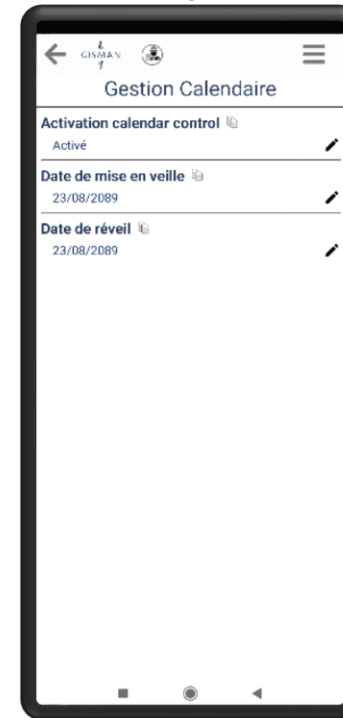 GISMAN
Gestion Calendaire
Activation calendar control
Activé
Date de mise en veille
23/08/2089
Date de réveil
23/08/2089